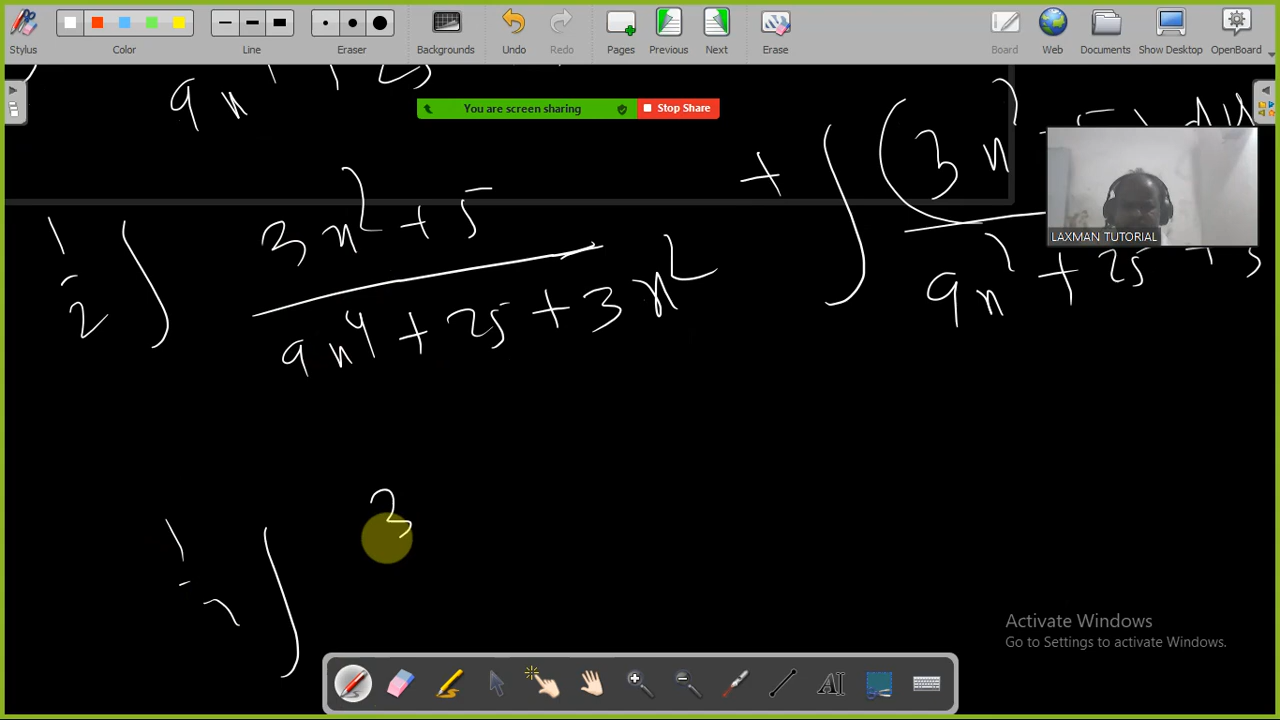 Stylus Color Line Eraser Backgrounds Undo Redo Pages Previous Next Erase Board Web Documents Show Desktop OpenBoard
You are screen sharing Stop Share
9x + 25
1/2 ∫ (3x² + 5)/(9x⁴ + 25 + 3x²) + ∫ (3x²
9x² + 25 +
LAXMAN TUTORIAL
1/2 ∫ 3
Activate Windows
Go to Settings to activate Windows.